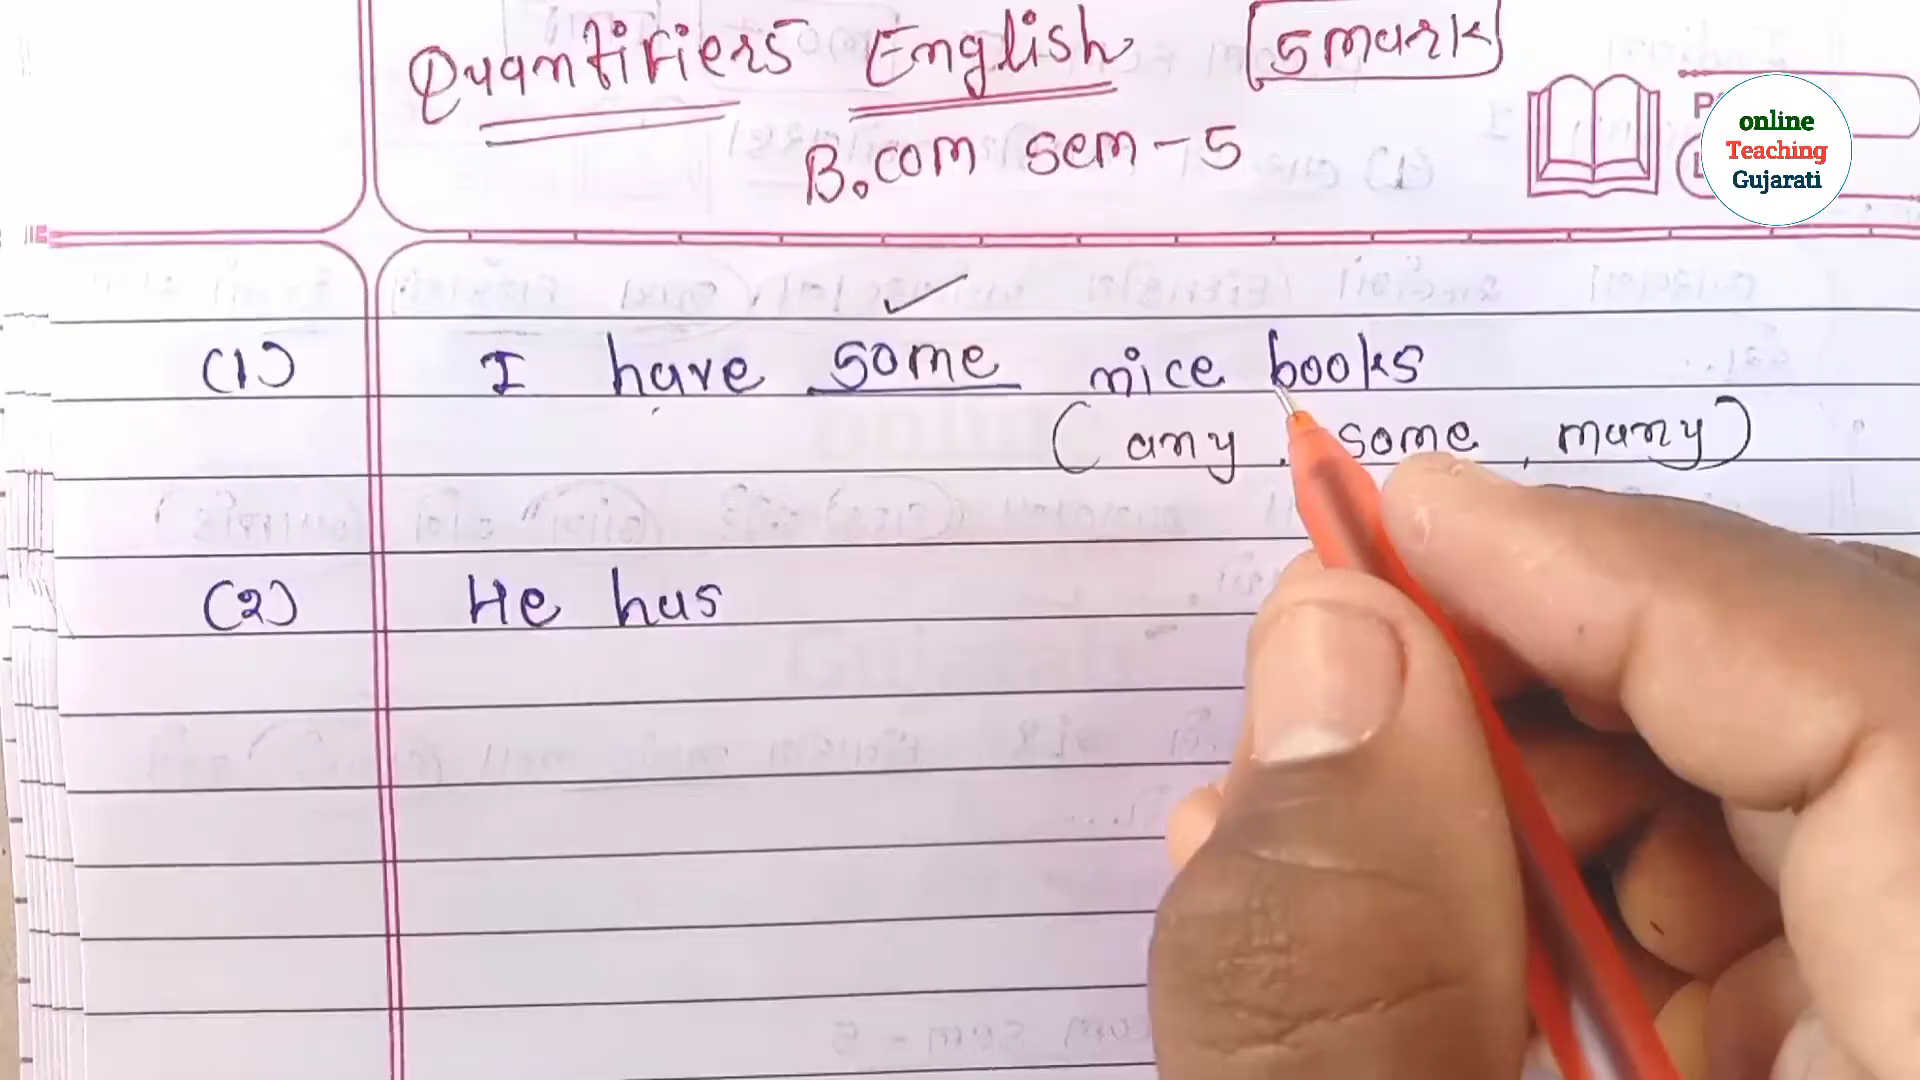 Quantifiers English 5 mark
B.com sem-5
online
Teaching
Gujarati
(1) I have some nice books
(any, some, many)
(2) He has